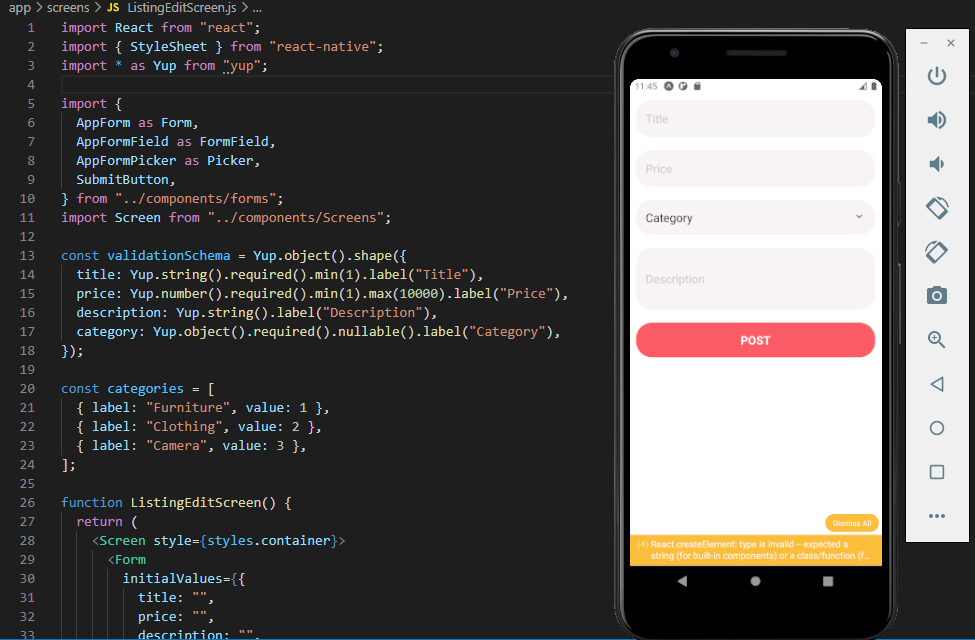 app > screens > JS ListingEditScreen.js > ...
1 import React from "react";
2 import { StyleSheet } from "react-native";
3 import * as Yup from "yup";
4
5 import {
6 AppForm as Form,
7 AppFormField as FormField,
8 AppFormPicker as Picker,
9 SubmitButton,
10 } from "../components/forms";
11 import Screen from "../components/Screens";
12
13 const validationSchema = Yup.object().shape({
14 title: Yup.string().required().min(1).label("Title"),
15 price: Yup.number().required().min(1).max(10000).label("Price"),
16 description: Yup.string().label("Description"),
17 category: Yup.object().required().nullable().label("Category"),
18 });
19
20 const categories = [
21 { label: "Furniture", value: 1 },
22 { label: "Clothing", value: 2 },
23 { label: "Camera", value: 3 },
24 ];
25
26 function ListingEditScreen() {
27 return (
28 <Screen style={styles.container}>
29 <Form
30 initialValues={{
31 title: "",
32 price: "",
33 description: "",
11:45
Title
Price
Category
Description
POST
Dismiss All
(4) React.createElement: type is invalid -- expected a
string (for built-in components) or a class/function (f...